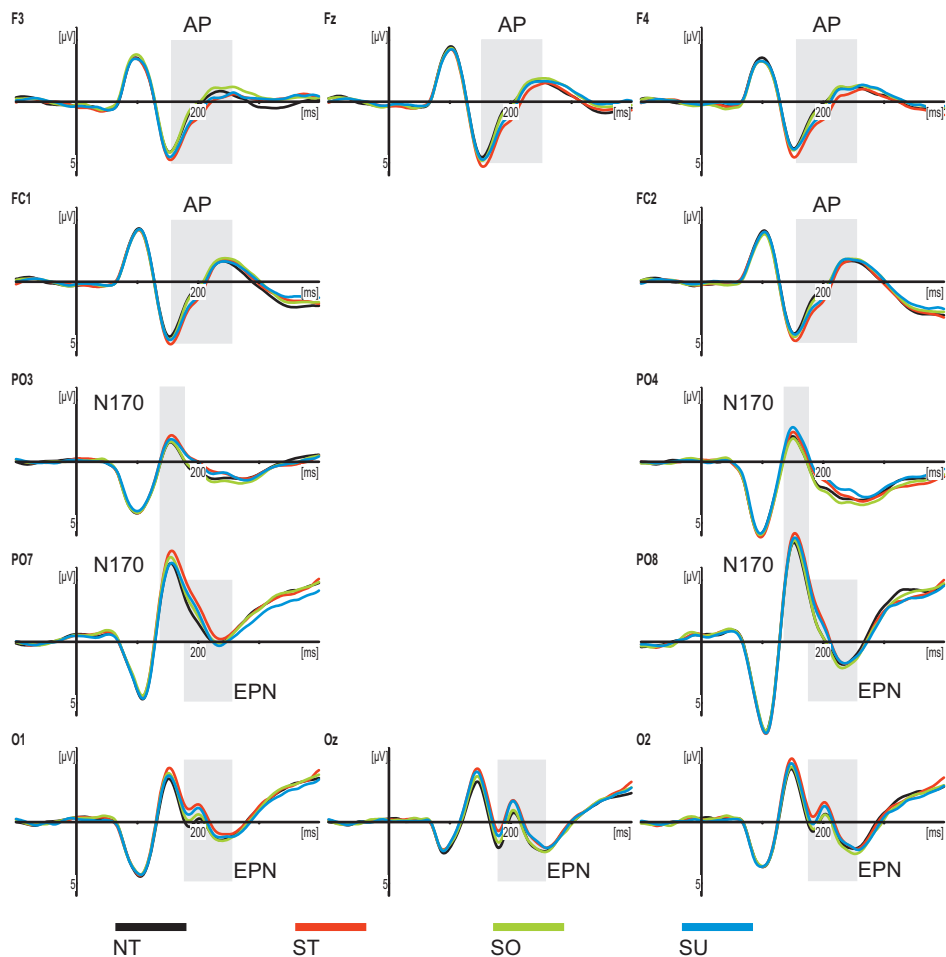 F3 Fz F4
AP AP AP
[µV] [µV] [µV]
200 [ms] 200 [ms] 200 [ms]
5 5 5
FC1 FC2
AP AP
[µV] [µV]
200 [ms] 200 [ms]
5 5
PO3 PO4
[µV] N170 [µV] N170
200 [ms] 200 [ms]
5 5
PO7 N170 PO8 N170
[µV] [µV]
200 [ms] 200 [ms]
5 EPN 5 EPN
O1 Oz O2
[µV] [µV] [µV]
200 [ms] 200 [ms] 200 [ms]
5 EPN 5 EPN 5 EPN
NT ST SO SU